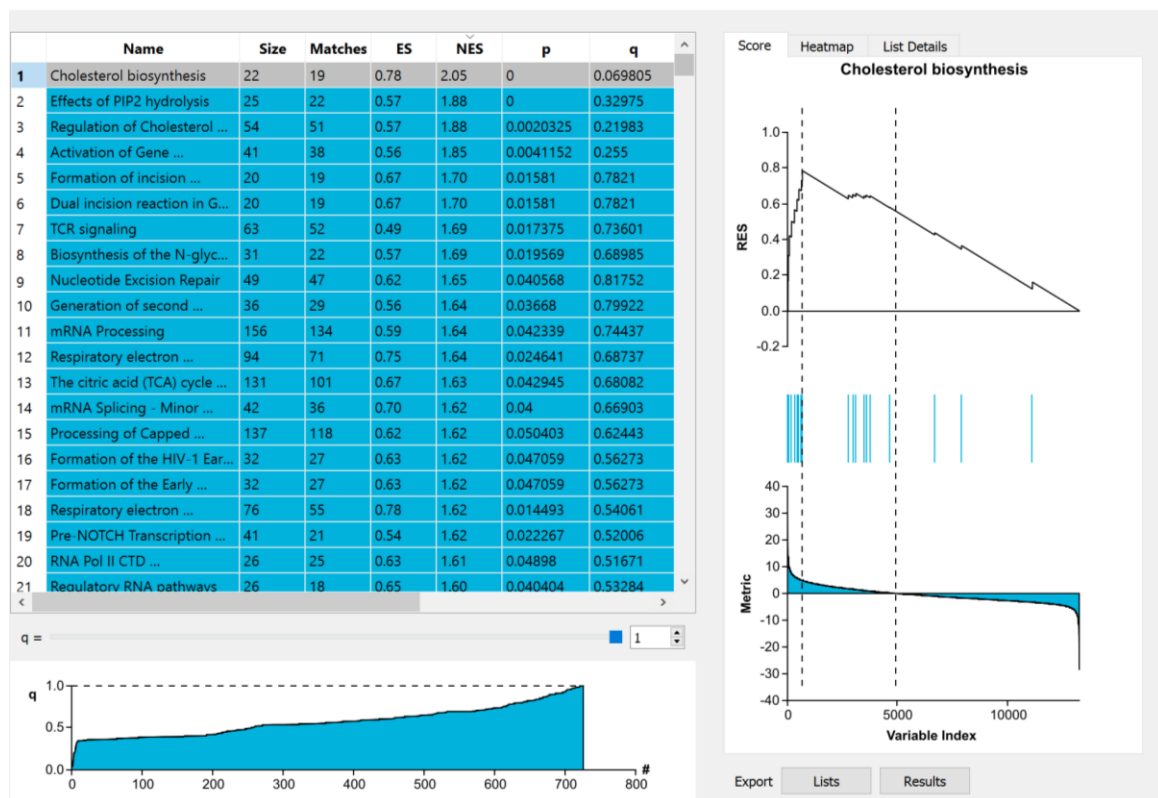 Name Size Matches ES NES p q
1 Cholesterol biosynthesis 22 19 0.78 2.05 0 0.069805
2 Effects of PIP2 hydrolysis 25 22 0.57 1.88 0 0.32975
3 Regulation of Cholesterol ... 54 51 0.57 1.88 0.0020325 0.21983
4 Activation of Gene ... 41 38 0.56 1.85 0.0041152 0.255
5 Formation of incision ... 20 19 0.67 1.70 0.01581 0.7821
6 Dual incision reaction in G... 20 19 0.67 1.70 0.01581 0.7821
7 TCR signaling 63 52 0.49 1.69 0.017375 0.73601
8 Biosynthesis of the N-glyc... 31 22 0.57 1.69 0.019569 0.68985
9 Nucleotide Excision Repair 49 47 0.62 1.65 0.040568 0.81752
10 Generation of second ... 36 29 0.56 1.64 0.03668 0.79922
11 mRNA Processing 156 134 0.59 1.64 0.042339 0.74437
12 Respiratory electron ... 94 71 0.75 1.64 0.024641 0.68737
13 The citric acid (TCA) cycle ... 131 101 0.67 1.63 0.042945 0.68082
14 mRNA Splicing - Minor ... 42 36 0.70 1.62 0.04 0.66903
15 Processing of Capped ... 137 118 0.62 1.62 0.050403 0.62443
16 Formation of the HIV-1 Ear... 32 27 0.63 1.62 0.047059 0.56273
17 Formation of the Early ... 32 27 0.63 1.62 0.047059 0.56273
18 Respiratory electron ... 76 55 0.78 1.62 0.014493 0.54061
19 Pre-NOTCH Transcription ... 41 21 0.54 1.62 0.022267 0.52006
20 RNA Pol II CTD ... 26 25 0.63 1.61 0.04898 0.51671
21 Regulatory RNA pathways 26 18 0.65 1.60 0.040404 0.53284
q = 1
q
1.0
0.5
0.0
0 100 200 300 400 500 600 700 800 #
Score Heatmap List Details
Cholesterol biosynthesis
RES
1.0
0.8
0.6
0.4
0.2
0.0
-0.2
Metric
40
30
20
10
0
-10
-20
-30
-40
0 5000 10000
Variable Index
Export Lists Results